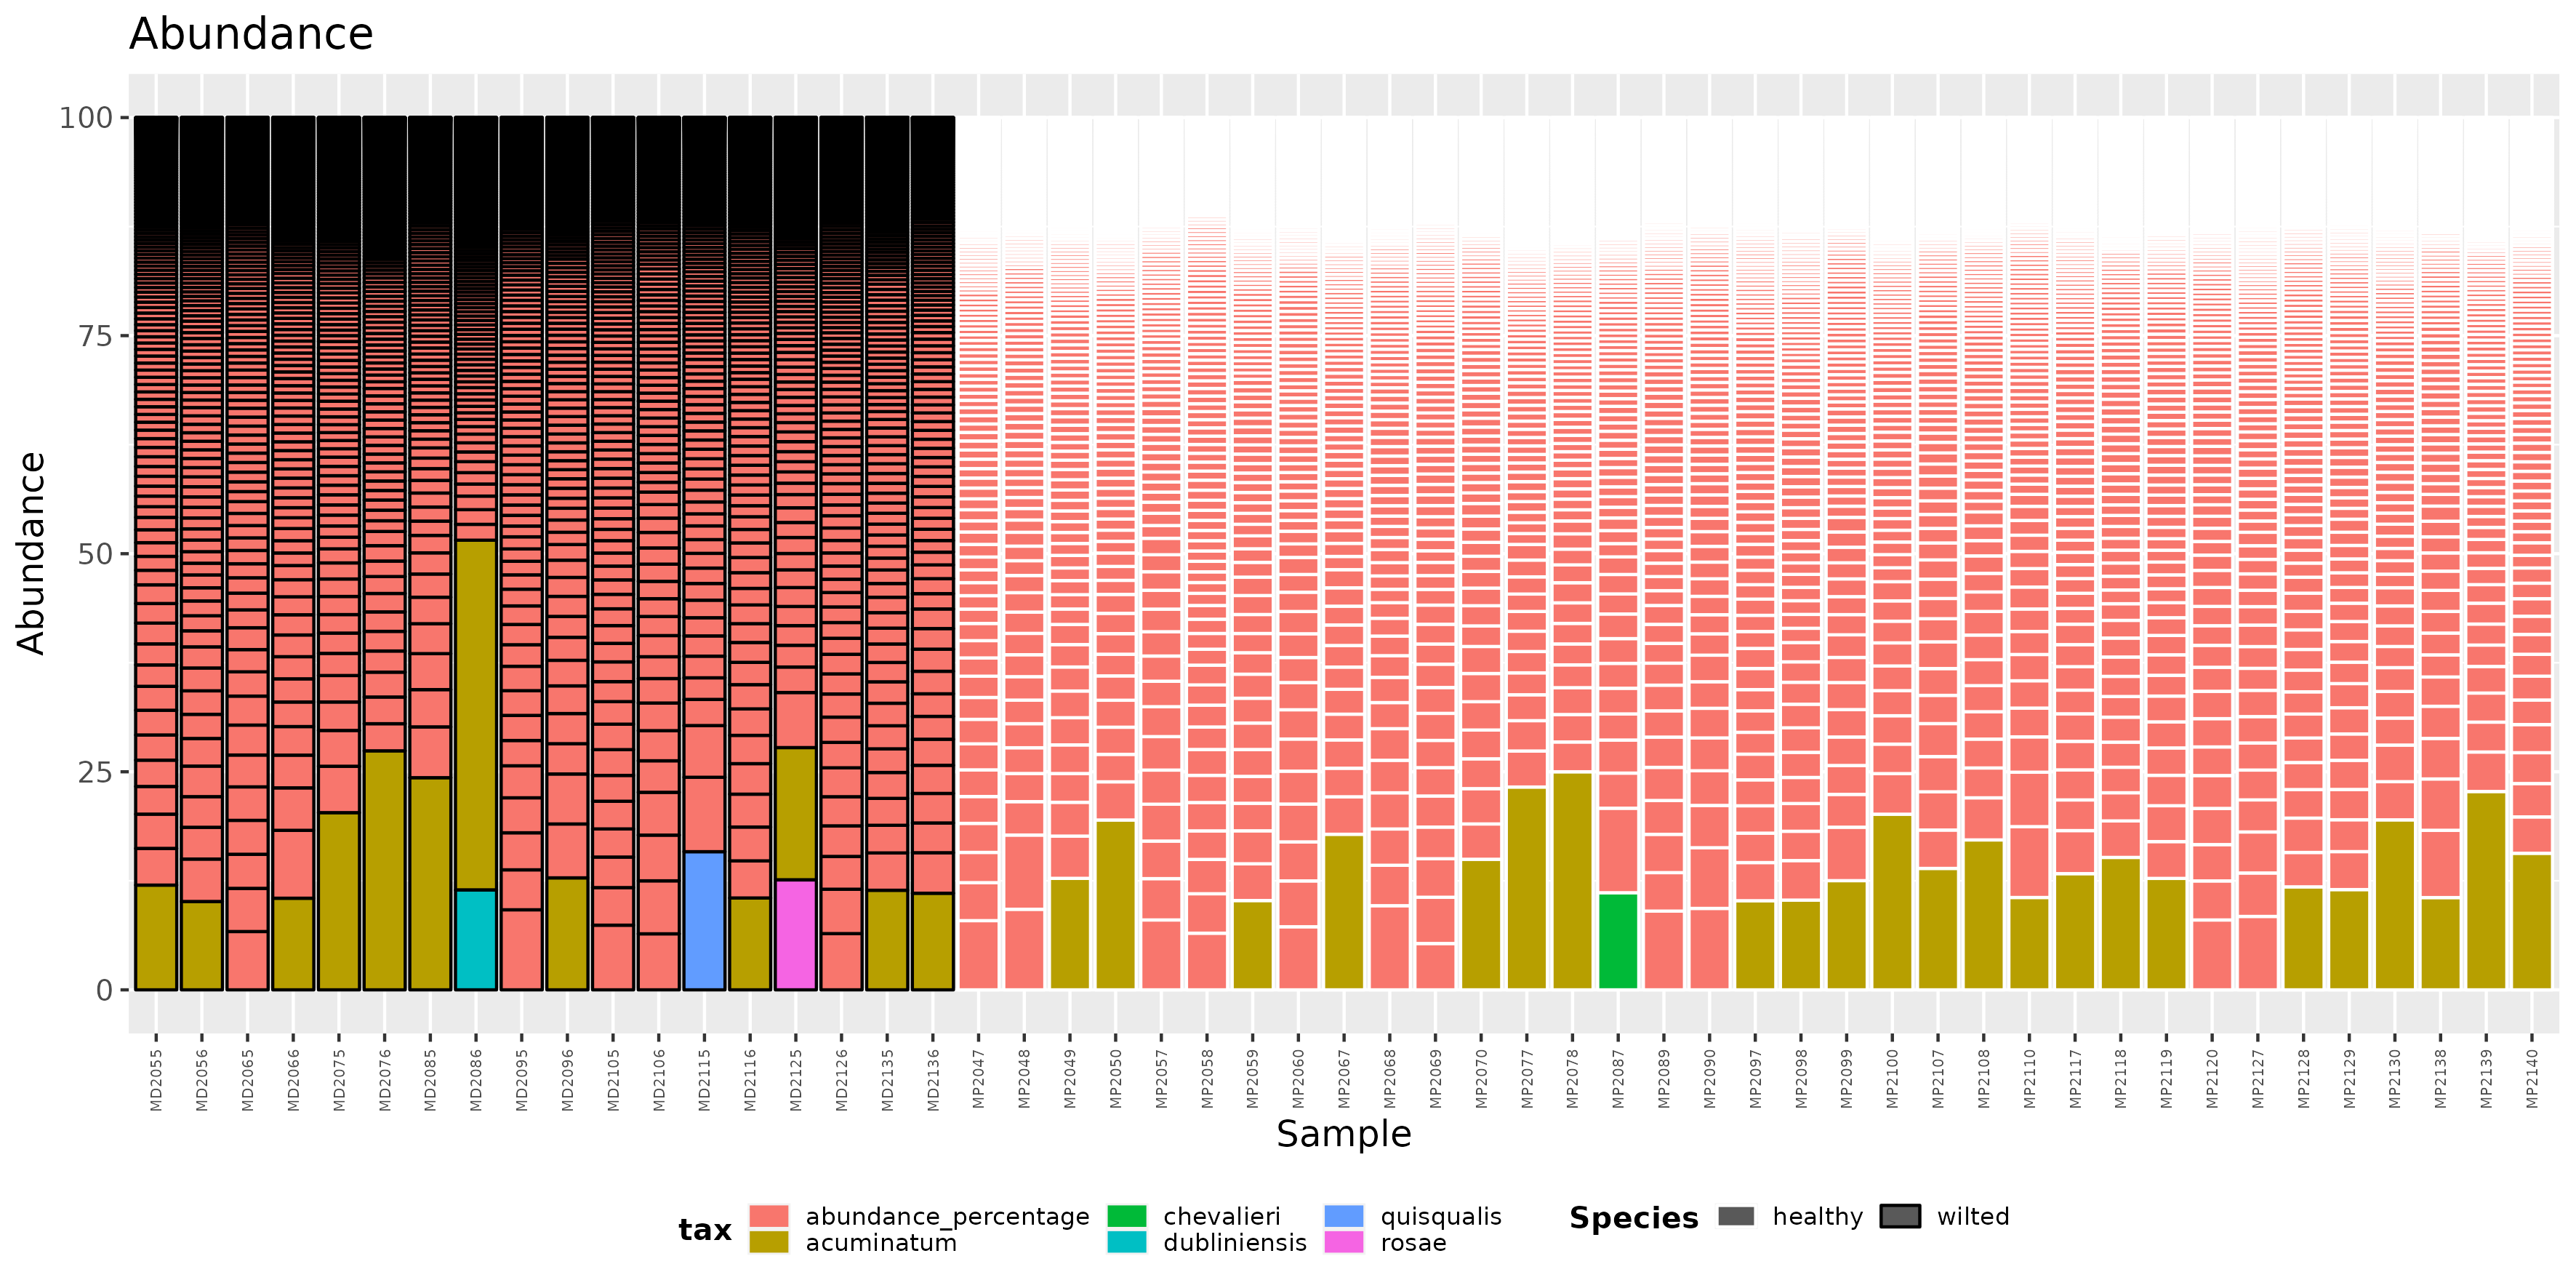 Abundance
100
75
50
25
0
Abundance
MD2055 MD2056 MD2065 MD2066 MD2075 MD2076 MD2085 MD2086 MD2095 MD2096 MD2105 MD2106 MD2115 MD2116 MD2125 MD2126 MD2135 MD2136 MP2047 MP2048 MP2049 MP2050 MP2057 MP2058 MP2059 MP2060 MP2067 MP2068 MP2069 MP2070 MP2077 MP2078 MP2087 MP2089 MP2090 MP2097 MP2098 MP2099 MP2100 MP2107 MP2108 MP2110 MP2117 MP2118 MP2119 MP2120 MP2127 MP2128 MP2129 MP2130 MP2138 MP2139 MP2140
Sample
tax
abundance_percentage chevalieri quisqualis
acuminatum dubliniensis rosae
Species healthy wilted